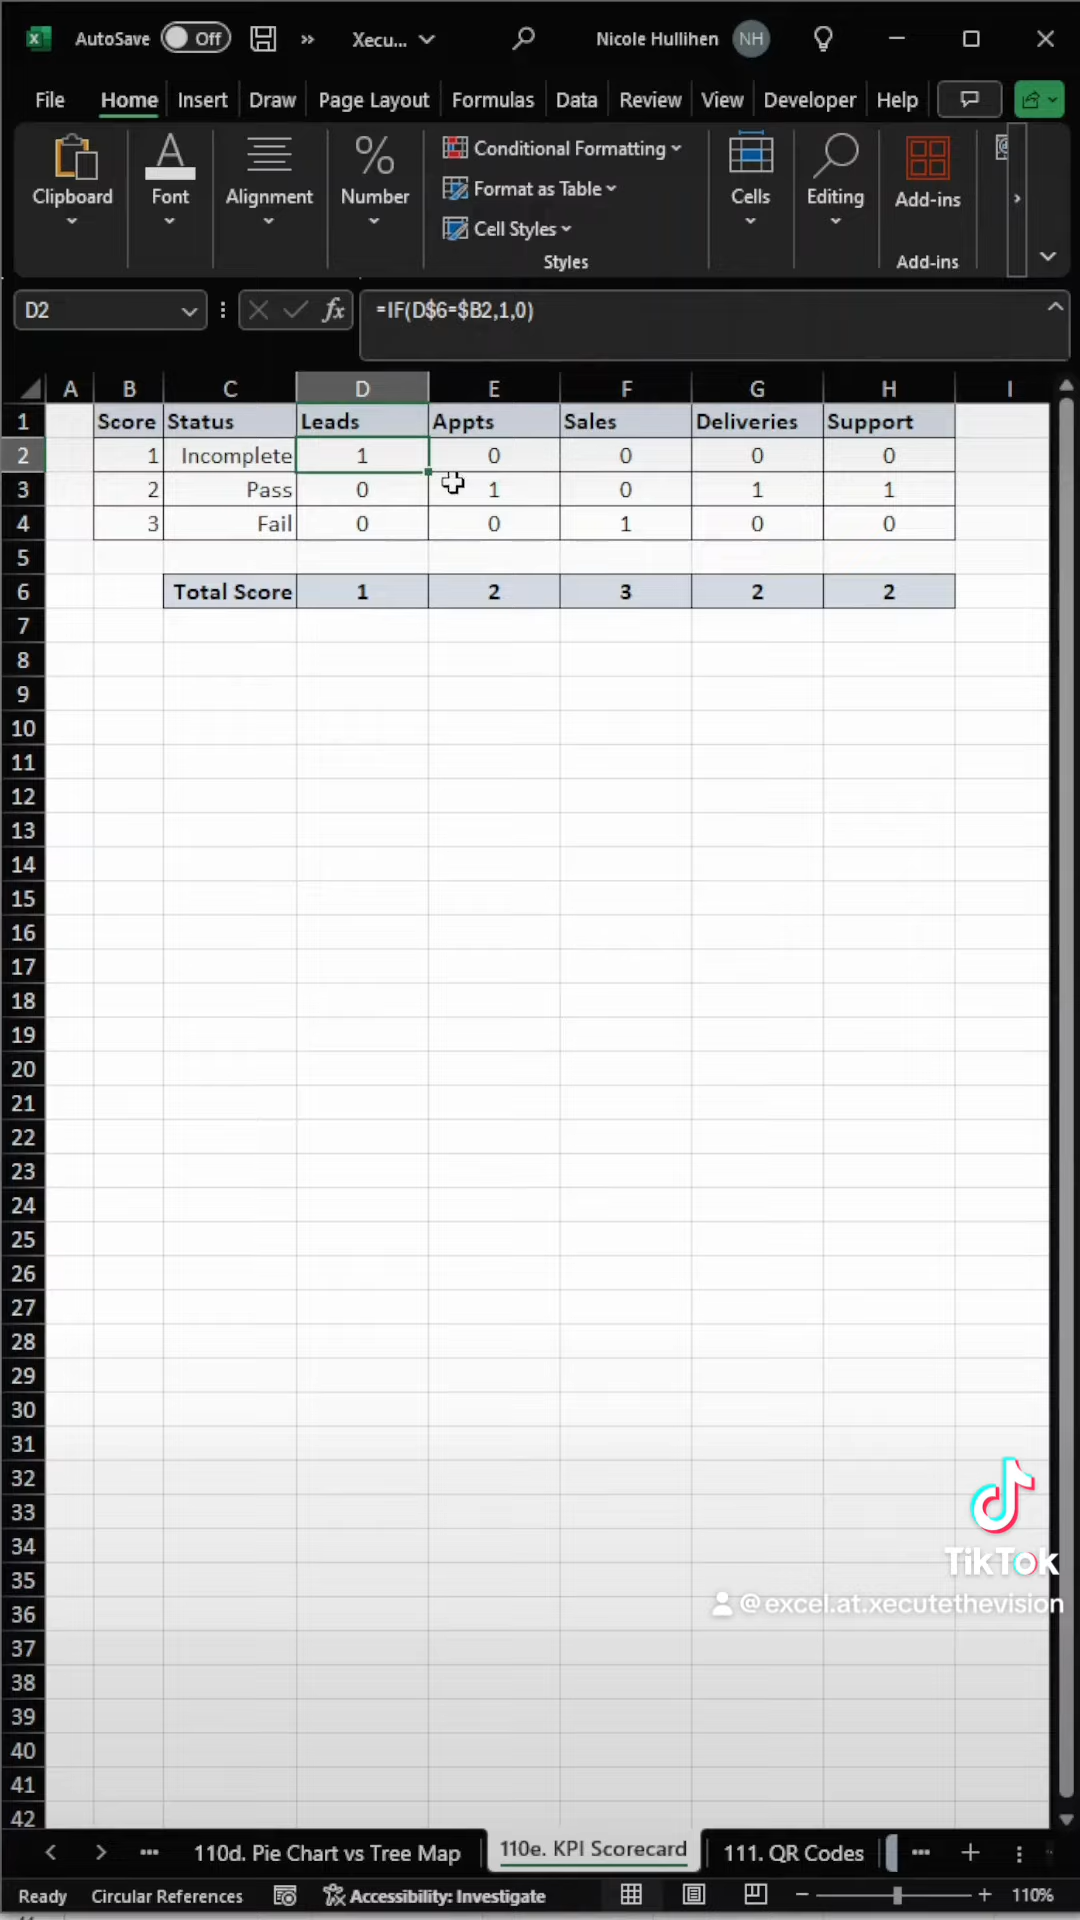 AutoSave Off » Xecu... Nicole Hullihen NH
File Home Insert Draw Page Layout Formulas Data Review View Developer Help
Clipboard Font Alignment Number Conditional Formatting Cells Editing Add-ins
Format as Table
Cell Styles
Styles Add-ins
D2 fx =IF(D$6=$B2,1,0)
A B C D E F G H I
1 Score Status Leads Appts Sales Deliveries Support
2 1 Incomplete 1 0 0 0 0
3 2 Pass 0 1 0 1 1
4 3 Fail 0 0 1 0 0
5
6 Total Score 1 2 3 2 2
7
8
9
10
11
12
13
14
15
16
17
18
19
20
21
22
23
24
25
26
27
28
29
30
31
32
33
34
35
36
37
38
39
40
41
42
TikTok
@excel.at.xecutethevision
110d. Pie Chart vs Tree Map 110e. KPI Scorecard 111. QR Codes
Ready Circular References Accessibility: Investigate 110%